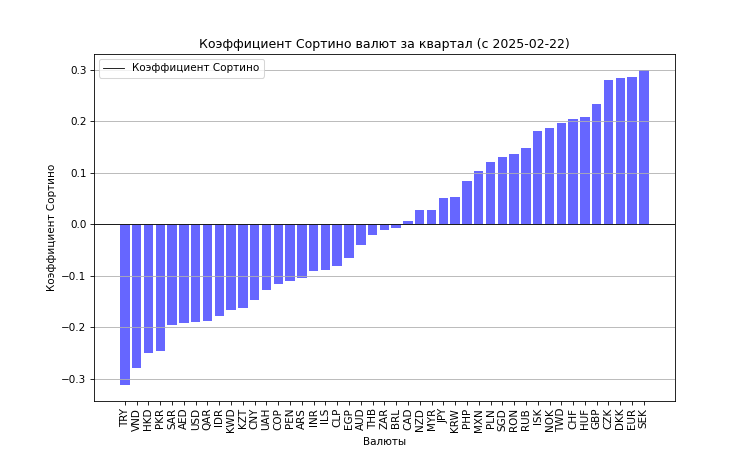 Коэффициент Сортино валют за квартал (с 2025-02-22)
Коэффициент Сортино
Коэффициент Сортино
0.3
0.2
0.1
0.0
−0.1
−0.2
−0.3
TRY
VND
HKD
PKR
SAR
AED
USD
QAR
IDR
KWD
KZT
CNY
UAH
COP
PEN
ARS
INR
ILS
CLP
EGP
AUD
THB
ZAR
BRL
CAD
NZD
MYR
JPY
KRW
PHP
MXN
PLN
SGD
RON
RUB
ISK
NOK
TWD
CHF
HUF
GBP
CZK
DKK
EUR
SEK
Валюты